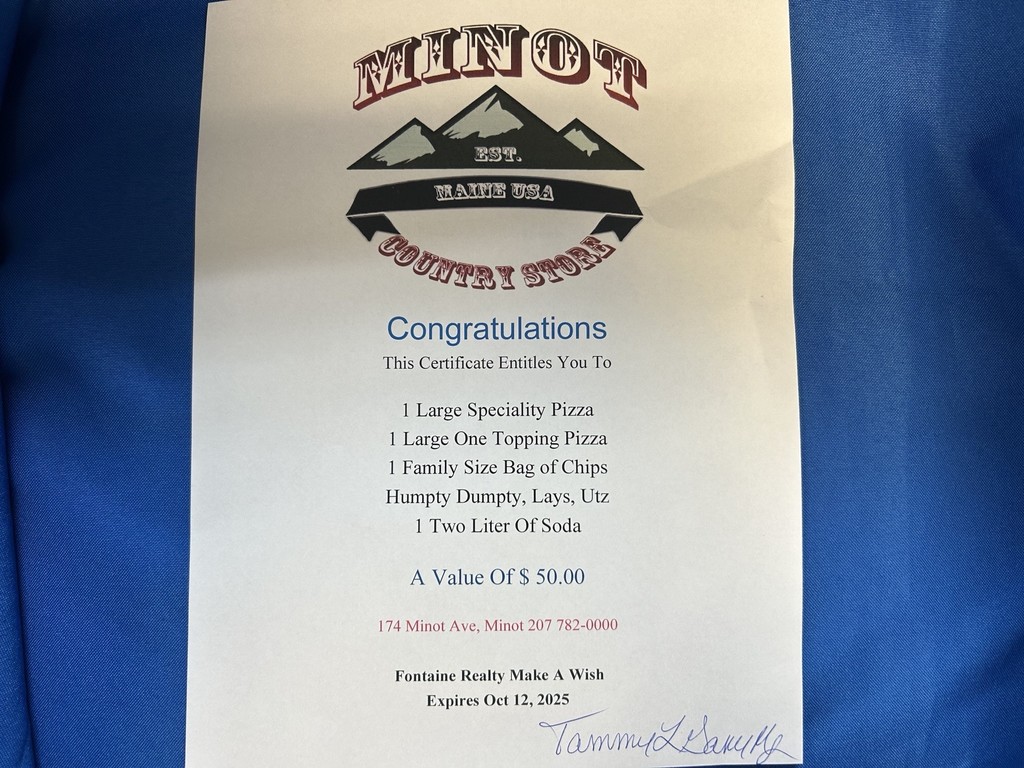 MINOT
EST.
MAINE USA
COUNTRY STORE
Congratulations
This Certificate Entitles You To
1 Large Speciality Pizza
1 Large One Topping Pizza
1 Family Size Bag of Chips
Humpty Dumpty, Lays, Utz
1 Two Liter Of Soda
A Value Of $ 50.00
174 Minot Ave, Minot 207 782-0000
Fontaine Realty Make A Wish
Expires Oct 12, 2025
Tammy L